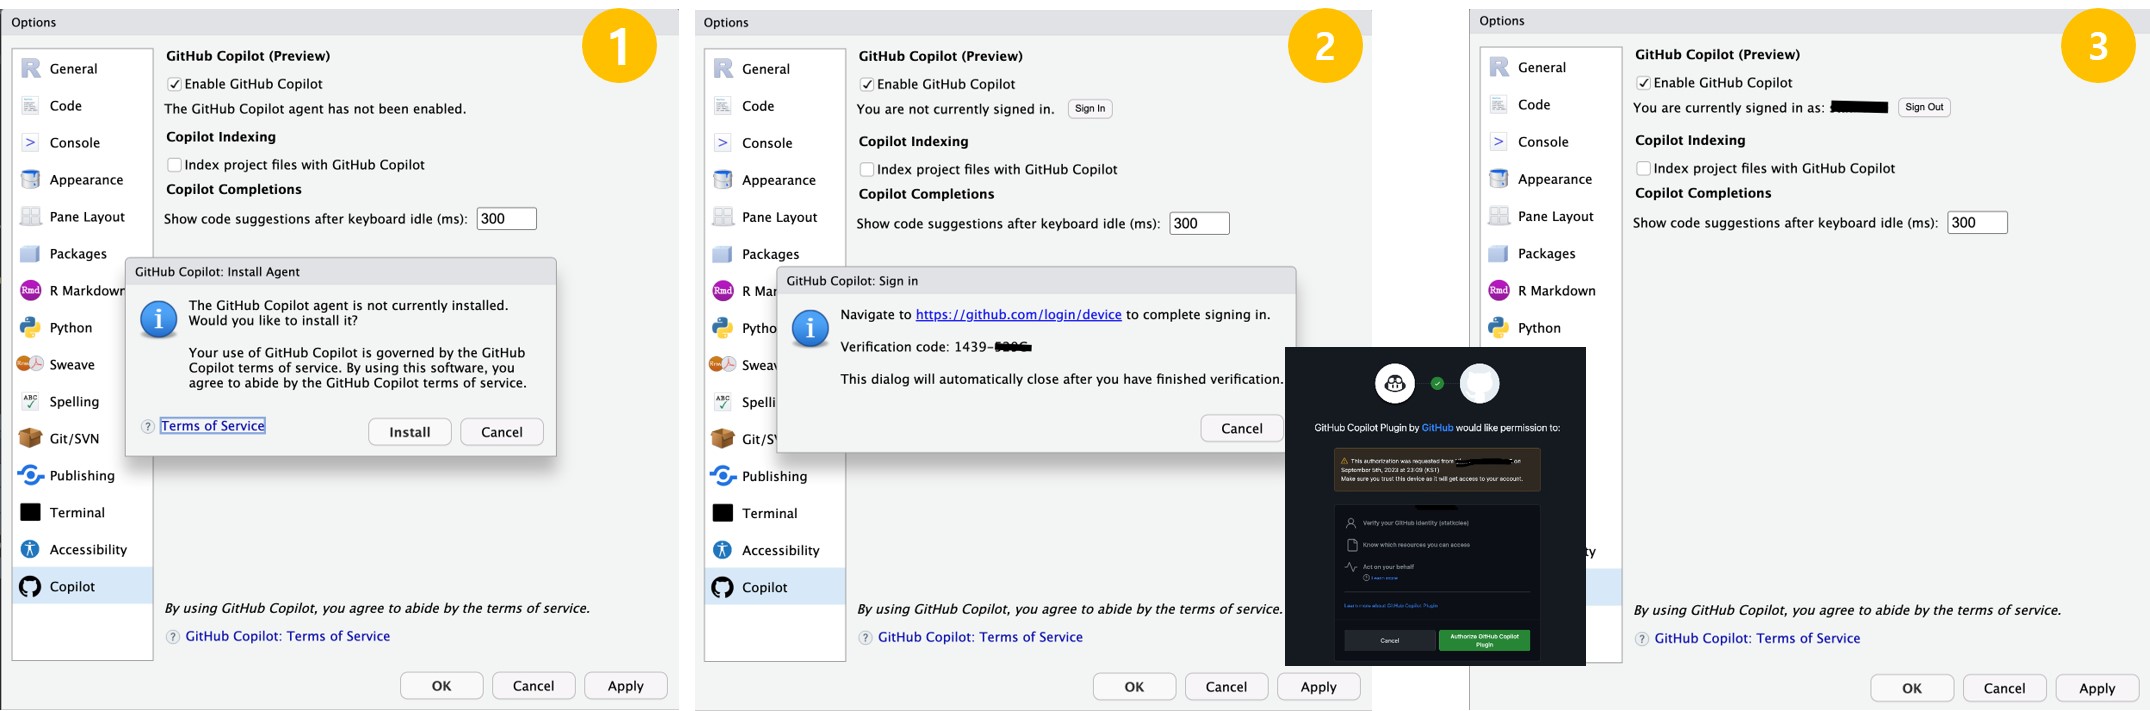 Options
1
General
Code
Console
Appearance
Pane Layout
Packages
R Markdown
Python
Sweave
Spelling
Git/SVN
Publishing
Terminal
Accessibility
Copilot
GitHub Copilot (Preview)
Enable GitHub Copilot
The GitHub Copilot agent has not been enabled.
Copilot Indexing
Index project files with GitHub Copilot
Copilot Completions
Show code suggestions after keyboard idle (ms): 300
GitHub Copilot: Install Agent
The GitHub Copilot agent is not currently installed.
Would you like to install it?
Your use of GitHub Copilot is governed by the GitHub
Copilot terms of service. By using this software, you
agree to abide by the GitHub Copilot terms of service.
? Terms of Service
Install
Cancel
By using GitHub Copilot, you agree to abide by the terms of service.
? GitHub Copilot: Terms of Service
OK
Cancel
Apply
Options
2
General
Code
Console
Appearance
Pane Layout
Packages
R Mar
Pytho
Sweav
Spelli
Git/S
Publishing
Terminal
Accessibility
Copilot
GitHub Copilot (Preview)
Enable GitHub Copilot
You are not currently signed in. Sign In
Copilot Indexing
Index project files with GitHub Copilot
Copilot Completions
Show code suggestions after keyboard idle (ms): 300
GitHub Copilot: Sign in
Navigate to https://github.com/login/device to complete signing in.
Verification code: 1439-
This dialog will automatically close after you have finished verification.
Cancel
By using GitHub Copilot, you agree to abide by the terms of service.
? GitHub Copilot: Terms of Service
OK
Cancel
Apply
GitHub Copilot Plugin by GitHub would like permission to:
This authorization was requested from on
September 5th, 2023 at 23:09 (KST)
Make sure you trust this device as it will get access to your account.
Verify your GitHub identity (statkclee)
Know which resources you can access
Act on your behalf
Learn more
Learn more about GitHub Copilot Plugin
Cancel
Authorize GitHub Copilot
Plugin
Options
3
General
Code
Console
Appearance
Pane Layout
Packages
R Markdown
Python
ty
GitHub Copilot (Preview)
Enable GitHub Copilot
You are currently signed in as: Sign Out
Copilot Indexing
Index project files with GitHub Copilot
Copilot Completions
Show code suggestions after keyboard idle (ms): 300
By using GitHub Copilot, you agree to abide by the terms of service.
? GitHub Copilot: Terms of Service
OK
Cancel
Apply